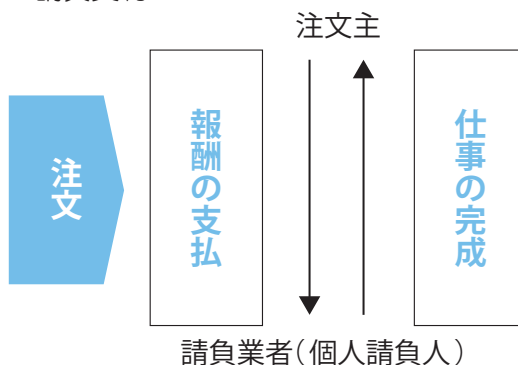 注文主
注文
報酬の支払
仕事の完成
請負業者(個人請負人)